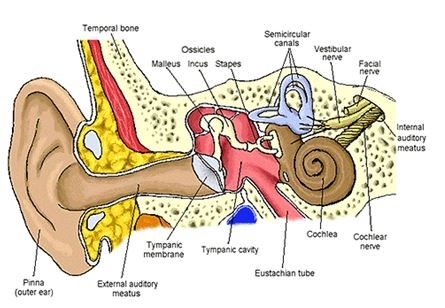 Temporal bone
Ossicles
Malleus
Incus
Stapes
Semicircular
canals
Vestibular
nerve
Facial
nerve
Internal
auditory
meatus
Cochlear
nerve
Cochlea
Eustachian tube
Tympanic cavity
Tympanic
membrane
External auditory
meatus
Pinna
(outer ear)